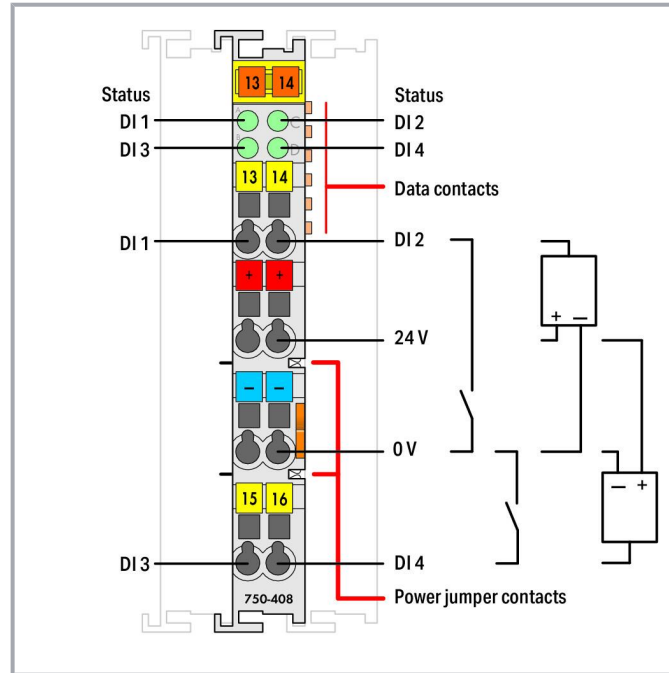 13 14
Status
Status
A C
DI 1
DI 2
DI 3
DI 4
D
13 14
Data contacts
DI 1
DI 2
+ +
+ −
24 V
− −
0 V
− +
15 16
DI 3
DI 4
750-408
Power jumper contacts